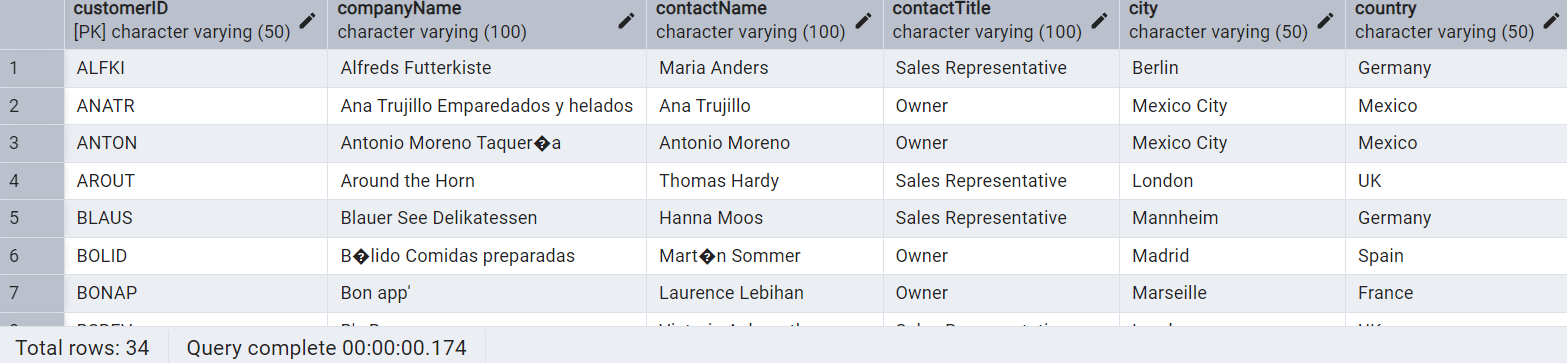 customerID companyName contactName contactTitle city country
[PK] character varying (50) character varying (100) character varying (100) character varying (100) character varying (50) character varying (50)
1 ALFKI Alfreds Futterkiste Maria Anders Sales Representative Berlin Germany
2 ANATR Ana Trujillo Emparedados y helados Ana Trujillo Owner Mexico City Mexico
3 ANTON Antonio Moreno Taquer�a Antonio Moreno Owner Mexico City Mexico
4 AROUT Around the Horn Thomas Hardy Sales Representative London UK
5 BLAUS Blauer See Delikatessen Hanna Moos Sales Representative Mannheim Germany
6 BOLID B�lido Comidas preparadas Mart�n Sommer Owner Madrid Spain
7 BONAP Bon app' Laurence Lebihan Owner Marseille France
Total rows: 34 Query complete 00:00:00.174